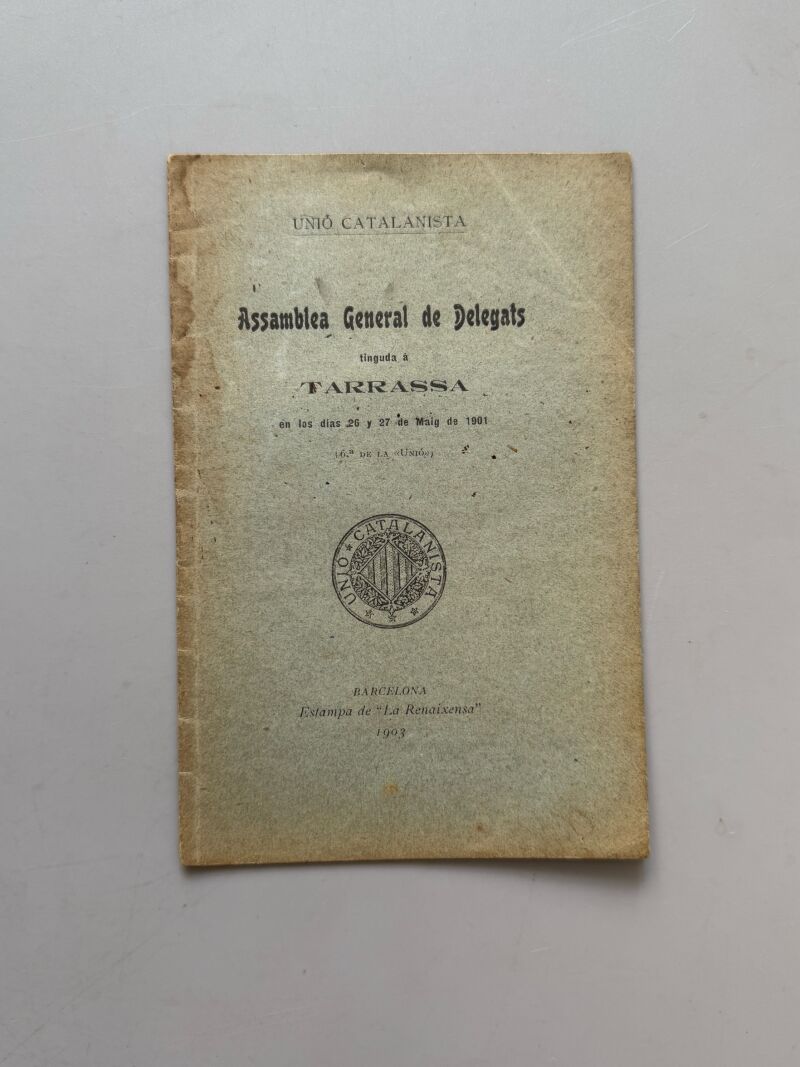 UNIÓ CATALANISTA
Assamblea General de Delegats
tinguda á
TARRASSA
en los dias 26 y 27 de Maig de 1901
(6.ª DE LA «UNIÓ»)
UNIÓ * CATALANISTA * * *
BARCELONA
Estampa de "La Renaixensa"
1903